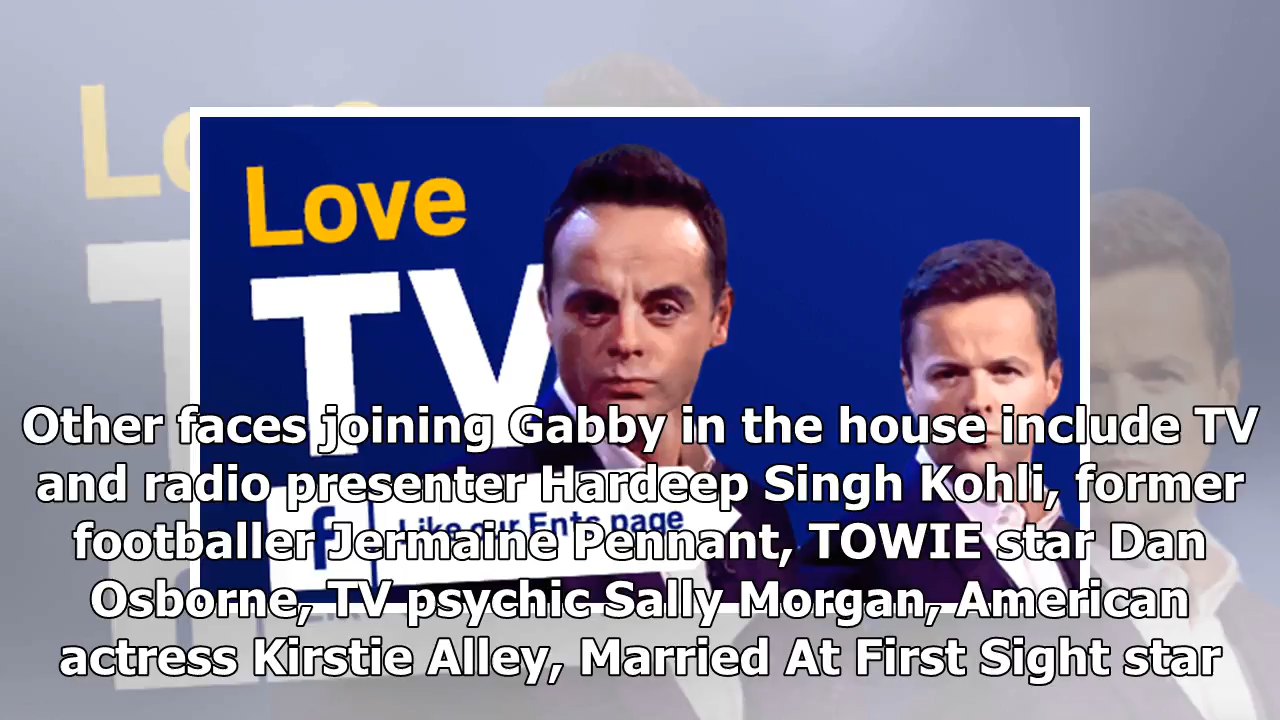 Love
TV
Like our Ents page
Other faces joining Gabby in the house include TV
and radio presenter Hardeep Singh Kohli, former
footballer Jermaine Pennant, TOWIE star Dan
Osborne, TV psychic Sally Morgan, American
actress Kirstie Alley, Married At First Sight star